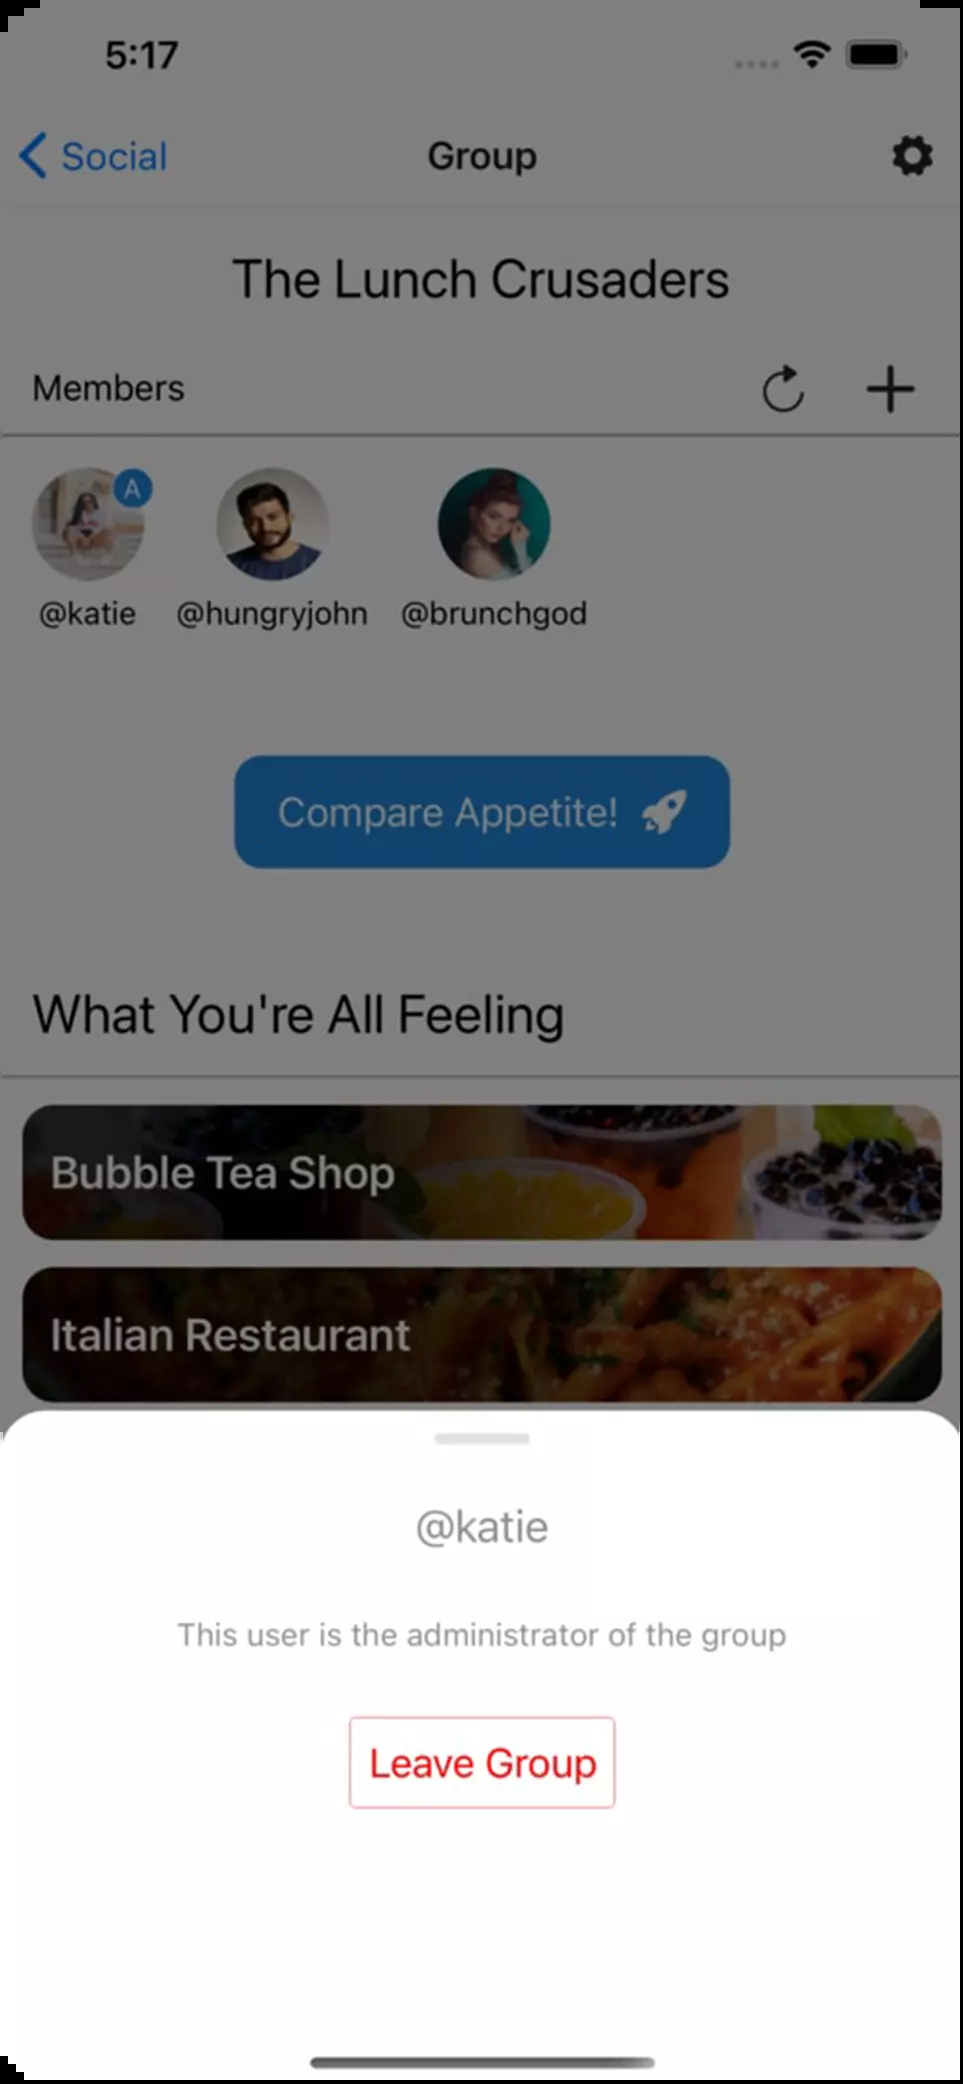 5:17
Social
Group
The Lunch Crusaders
Members
A
@katie
@hungryjohn
@brunchgod
Compare Appetite!
What You're All Feeling
Bubble Tea Shop
Italian Restaurant
@katie
This user is the administrator of the group
Leave Group